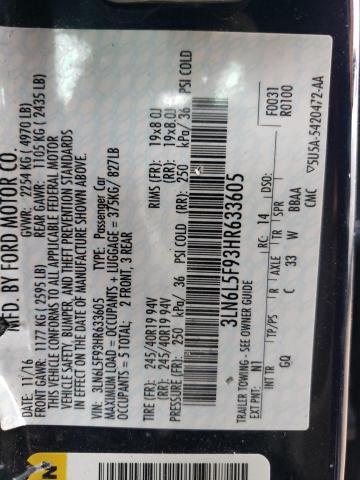 MFD. BY FORD MOTOR CO.
DATE: 11/16 GVWR: 2254 KG ( 4970 LB)
FRONT GAWR: 1177 KG ( 2595 LB) REAR GAWR: 1105 KG ( 2435 LB)
THIS VEHICLE CONFORMS TO ALL APPLICABLE FEDERAL MOTOR
VEHICLE SAFETY, BUMPER, AND THEFT PREVENTION STANDARDS
IN EFFECT ON THE DATE OF MANUFACTURE SHOWN ABOVE.
VIN: 3LN6L5F93HR633605 Passenger Car
MAXIMUM LOAD = OCCUPANTS + LUGGAGE = 375KG/ 827LB
OCCUPANTS = 5 TOTAL: 2 FRONT, 3 REAR
TIRE (FR): 245/40R19 94V RIMS (FR): 19x8.0J
(RR): 245/40R19 94V (RR): 19x8.0J
PRESSURE (FR): 250 kPa/ 36 PSI COLD
(RR): 250 kPa/ 36 PSI COLD
3LN6L5F93HR633605
TRAILER TOWING - SEE OWNER GUIDE F0031
EXT PNT: N1 RC: 14 DSO: R0100
INT TR TP/PS R AXLE TR SPR
GQ C 33 W BBAA
CMC ▽5U5A-5420472-AA
N